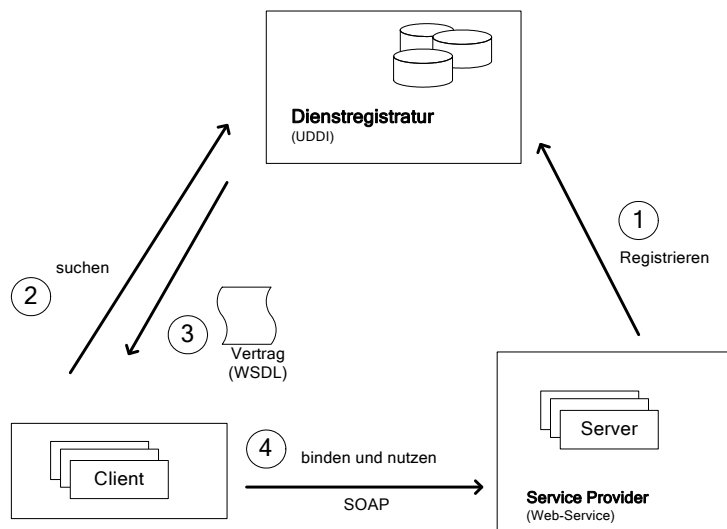 Dienstregistratur
(UDDI)
1
Registrieren
suchen
2
3
Vertrag
(WSDL)
Client
4
binden und nutzen
SOAP
Server
Service Provider
(Web-Service)